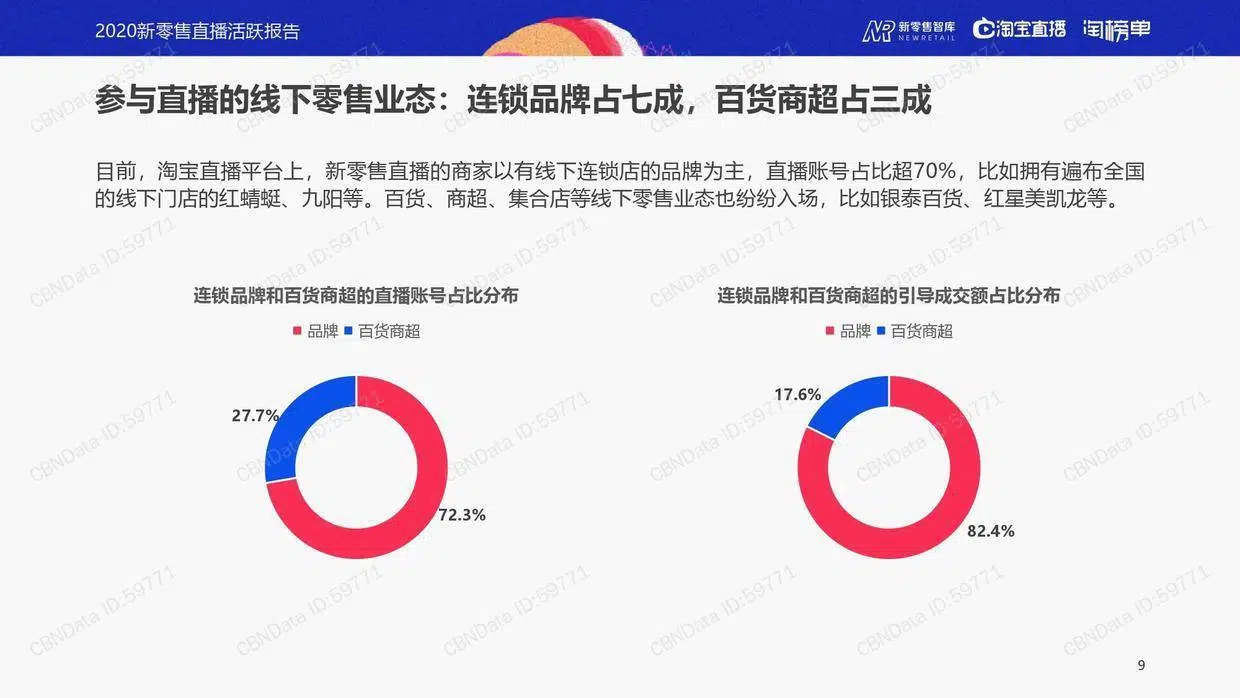 2020新零售直播活跃报告
新零售智库
NEWRETAIL
淘宝直播
淘榜单
参与直播的线下零售业态：连锁品牌占七成，百货商超占三成
目前，淘宝直播平台上，新零售直播的商家以有线下连锁店的品牌为主，直播账号占比超70%，比如拥有遍布全国
的线下门店的红蜻蜓、九阳等。百货、商超、集合店等线下零售业态也纷纷入场，比如银泰百货、红星美凯龙等。
连锁品牌和百货商超的直播账号占比分布
品牌 百货商超
27.7%
72.3%
连锁品牌和百货商超的引导成交额占比分布
品牌 百货商超
17.6%
82.4%
CBNData ID:59771
9